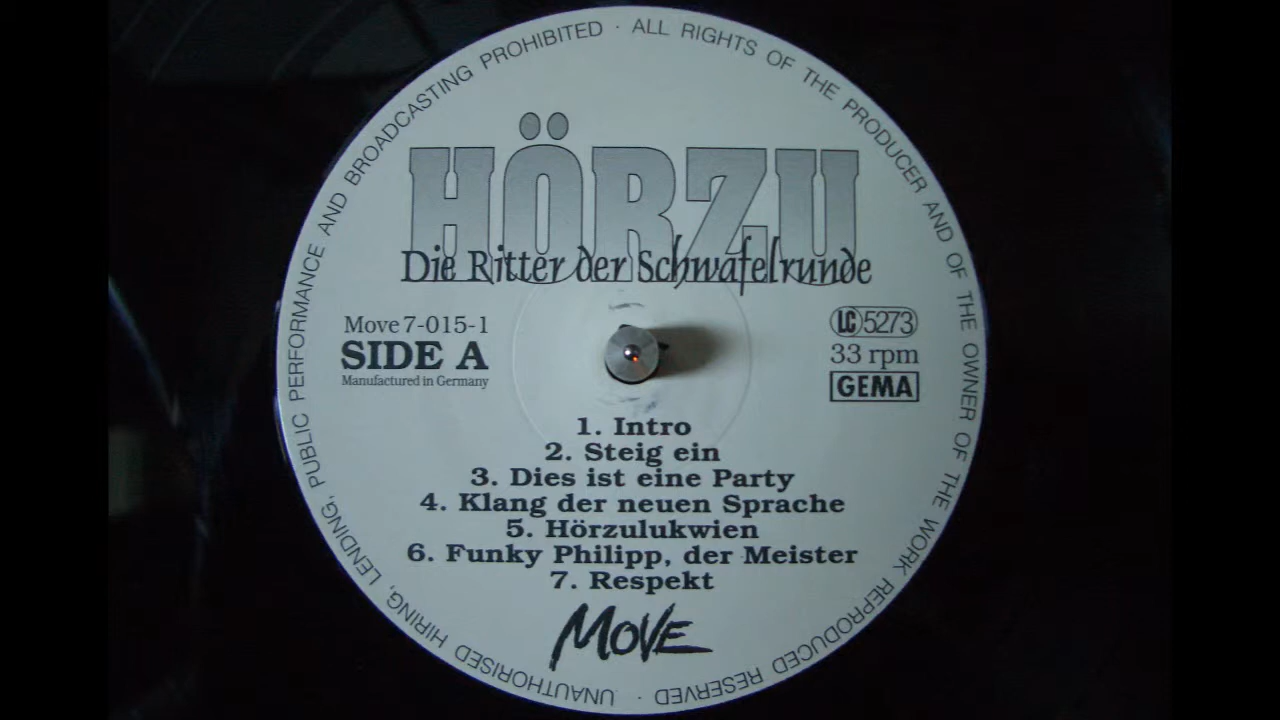 UNAUTHORISED HIRING, LENDING, PUBLIC PERFORMANCE AND BROADCASTING PROHIBITED · ALL RIGHTS OF THE PRODUCER AND OF THE OWNER OF THE WORK REPRODUCED RESERVED ·
HÖRZU
Die Ritter der Schwafelrunde
Move 7-015-1
SIDE A
Manufactured in Germany
LC 5273
33 rpm
GEMA
1. Intro
2. Steig ein
3. Dies ist eine Party
4. Klang der neuen Sprache
5. Hörzulukwien
6. Funky Philipp, der Meister
7. Respekt
MOVE